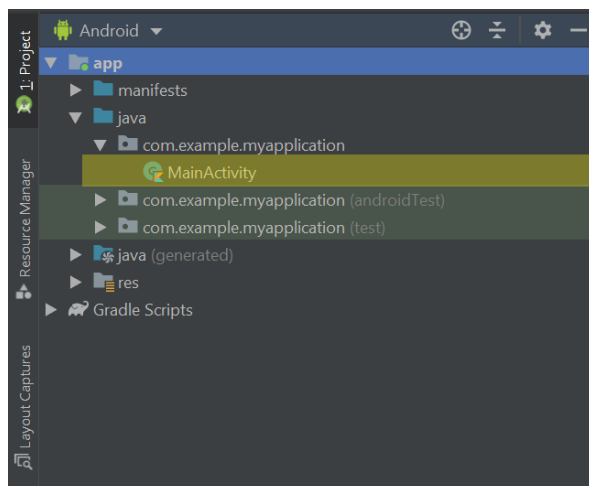 Android
1: Project
app
manifests
java
com.example.myapplication
MainActivity
com.example.myapplication (androidTest)
com.example.myapplication (test)
java (generated)
res
Gradle Scripts
Resource Manager
Layout Captures